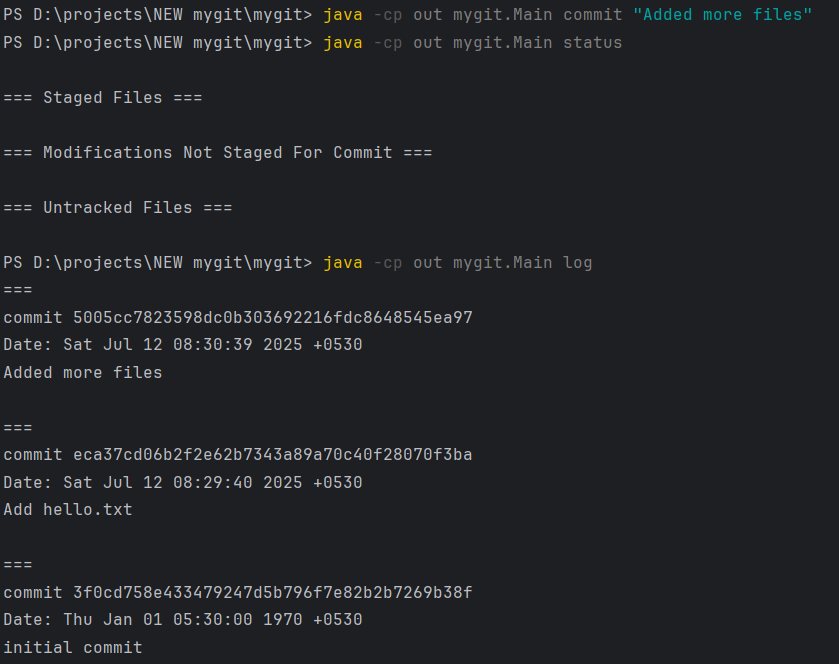 PS D:\projects\NEW mygit\mygit> java -cp out mygit.Main commit "Added more files"
PS D:\projects\NEW mygit\mygit> java -cp out mygit.Main status
=== Staged Files ===
=== Modifications Not Staged For Commit ===
=== Untracked Files ===
PS D:\projects\NEW mygit\mygit> java -cp out mygit.Main log
===
commit 5005cc7823598dc0b303692216fdc8648545ea97
Date: Sat Jul 12 08:30:39 2025 +0530
Added more files
===
commit eca37cd06b2f2e62b7343a89a70c40f28070f3ba
Date: Sat Jul 12 08:29:40 2025 +0530
Add hello.txt
===
commit 3f0cd758e433479247d5b796f7e82b2b7269b38f
Date: Thu Jan 01 05:30:00 1970 +0530
initial commit